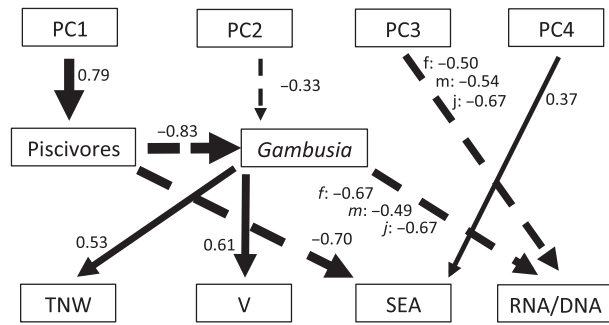 PC1 PC2 PC3 PC4
f: –0.50
0.79 –0.33 m: –0.54 0.37
j: –0.67
–0.83
Piscivores Gambusia
f: –0.67
m: –0.49
0.53 0.61 –0.70 j: –0.67
TNW V SEA RNA/DNA